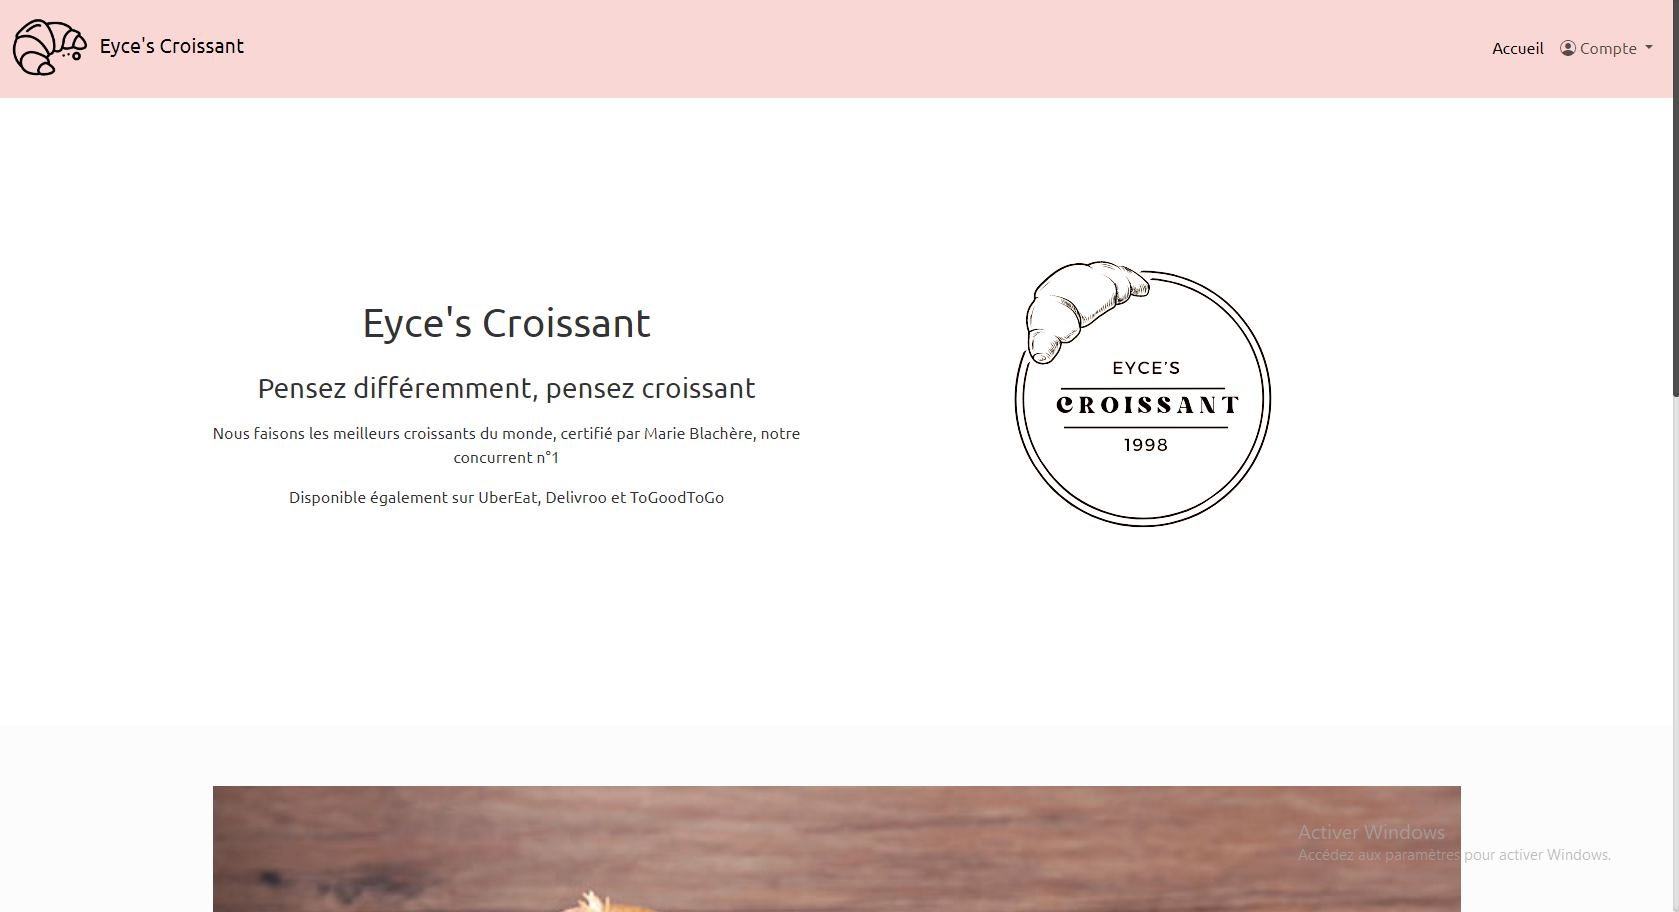 Eyce's Croissant
Accueil
Compte
Eyce's Croissant
Pensez différemment, pensez croissant
Nous faisons les meilleurs croissants du monde, certifié par Marie Blachère, notre
concurrent n°1
Disponible également sur UberEat, Delivroo et ToGoodToGo
EYCE'S
CROISSANT
1998
Activer Windows
Accédez aux paramètres pour activer Windows.